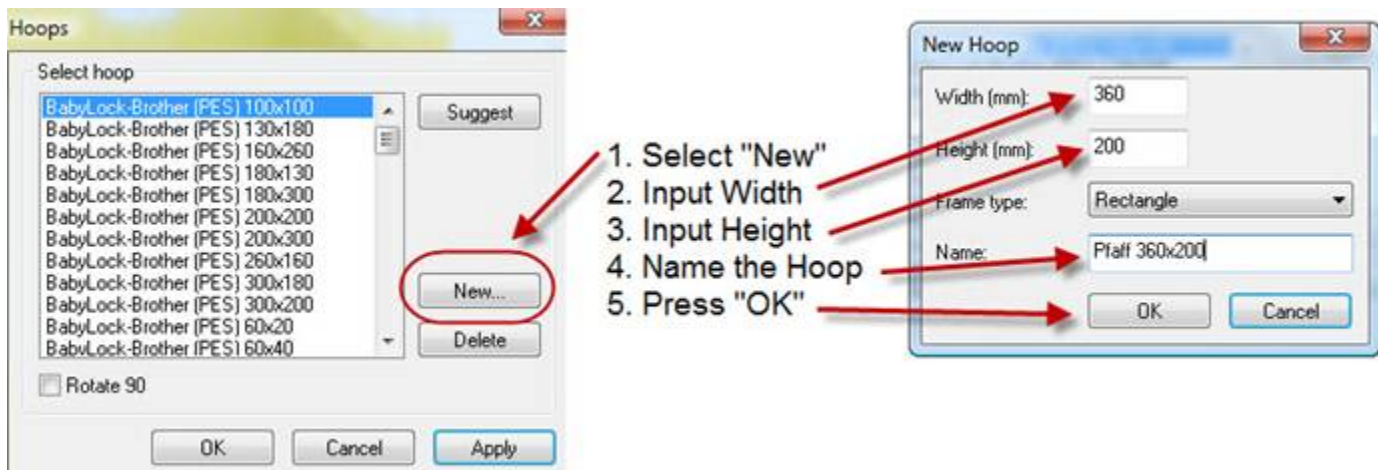 Hoops
Select hoop
BabyLock-Brother (PES) 100x100
BabyLock-Brother (PES) 130x180
BabyLock-Brother (PES) 160x260
BabyLock-Brother (PES) 180x130
BabyLock-Brother (PES) 180x300
BabyLock-Brother (PES) 200x200
BabyLock-Brother (PES) 200x300
BabyLock-Brother (PES) 260x160
BabyLock-Brother (PES) 300x180
BabyLock-Brother (PES) 300x200
BabyLock-Brother (PES) 60x20
BabyLock-Brother (PES) 60x40
Suggest
New...
Delete
Rotate 90
OK
Cancel
Apply
1. Select "New"
2. Input Width
3. Input Height
4. Name the Hoop
5. Press "OK"
New Hoop
Width (mm): 360
Height (mm): 200
Frame type: Rectangle
Name: Pfaff 360x200
OK
Cancel